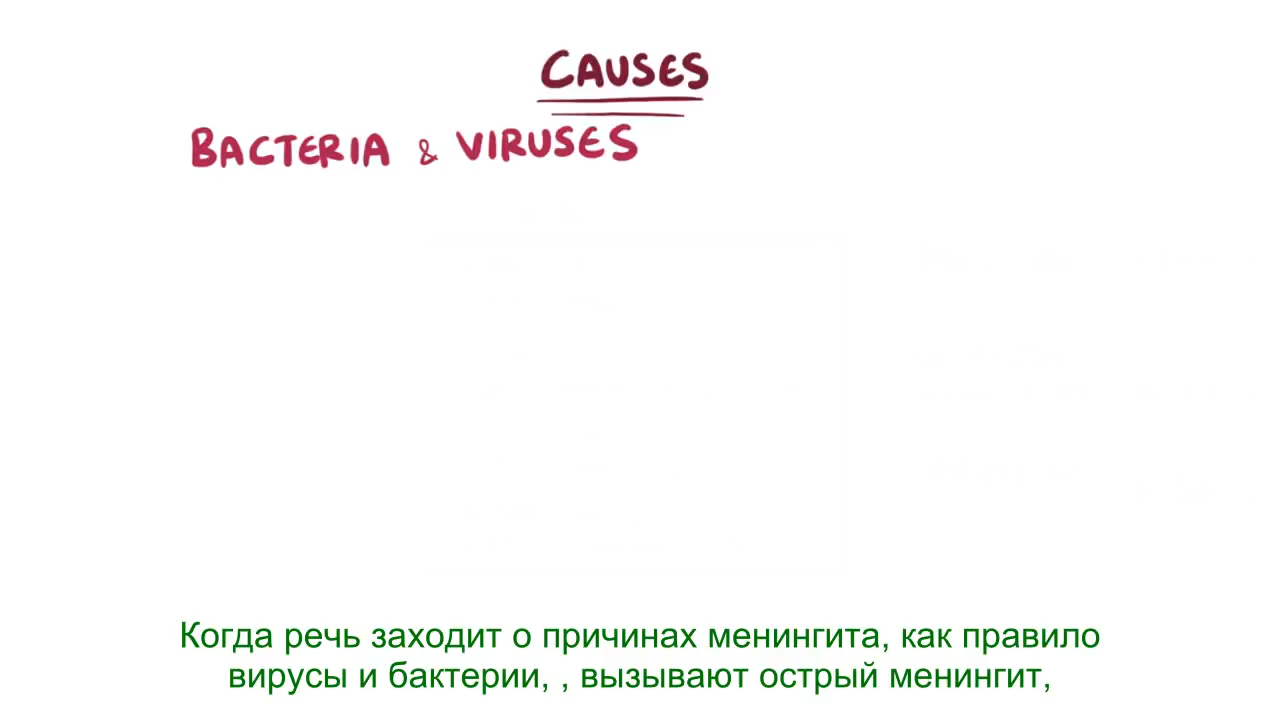 CAUSES
BACTERIA & VIRUSES
Когда речь заходит о причинах менингита, как правило
вирусы и бактерии, , вызывают острый менингит,